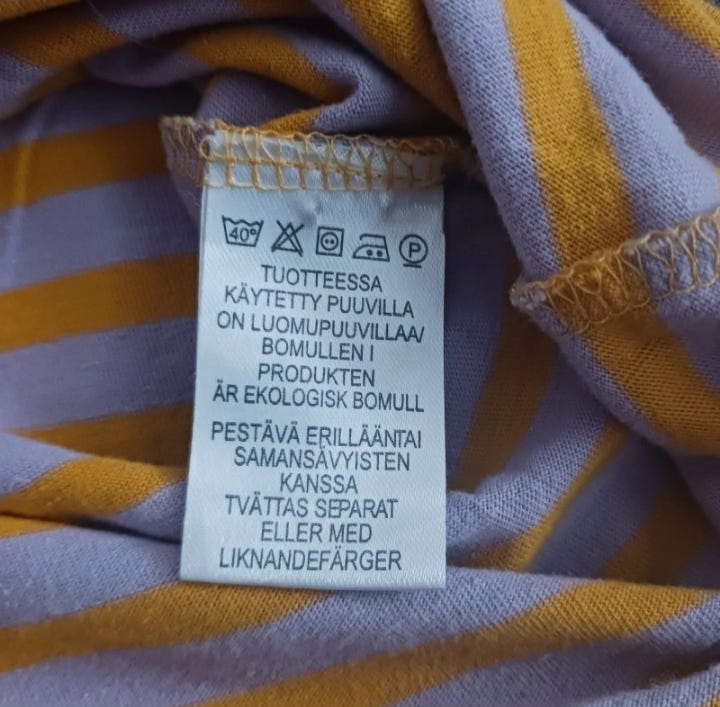 40°
P
TUOTTEESSA
KÄYTETTY PUUVILLA
ON LUOMUPUUVILLAA/
BOMULLEN I
PRODUKTEN
ÄR EKOLOGISK BOMULL
PESTÄVÄ ERILLÄÄNTAI
SAMANSÄVYISTEN
KANSSA
TVÄTTAS SEPARAT
ELLER MED
LIKNANDEFÄRGER